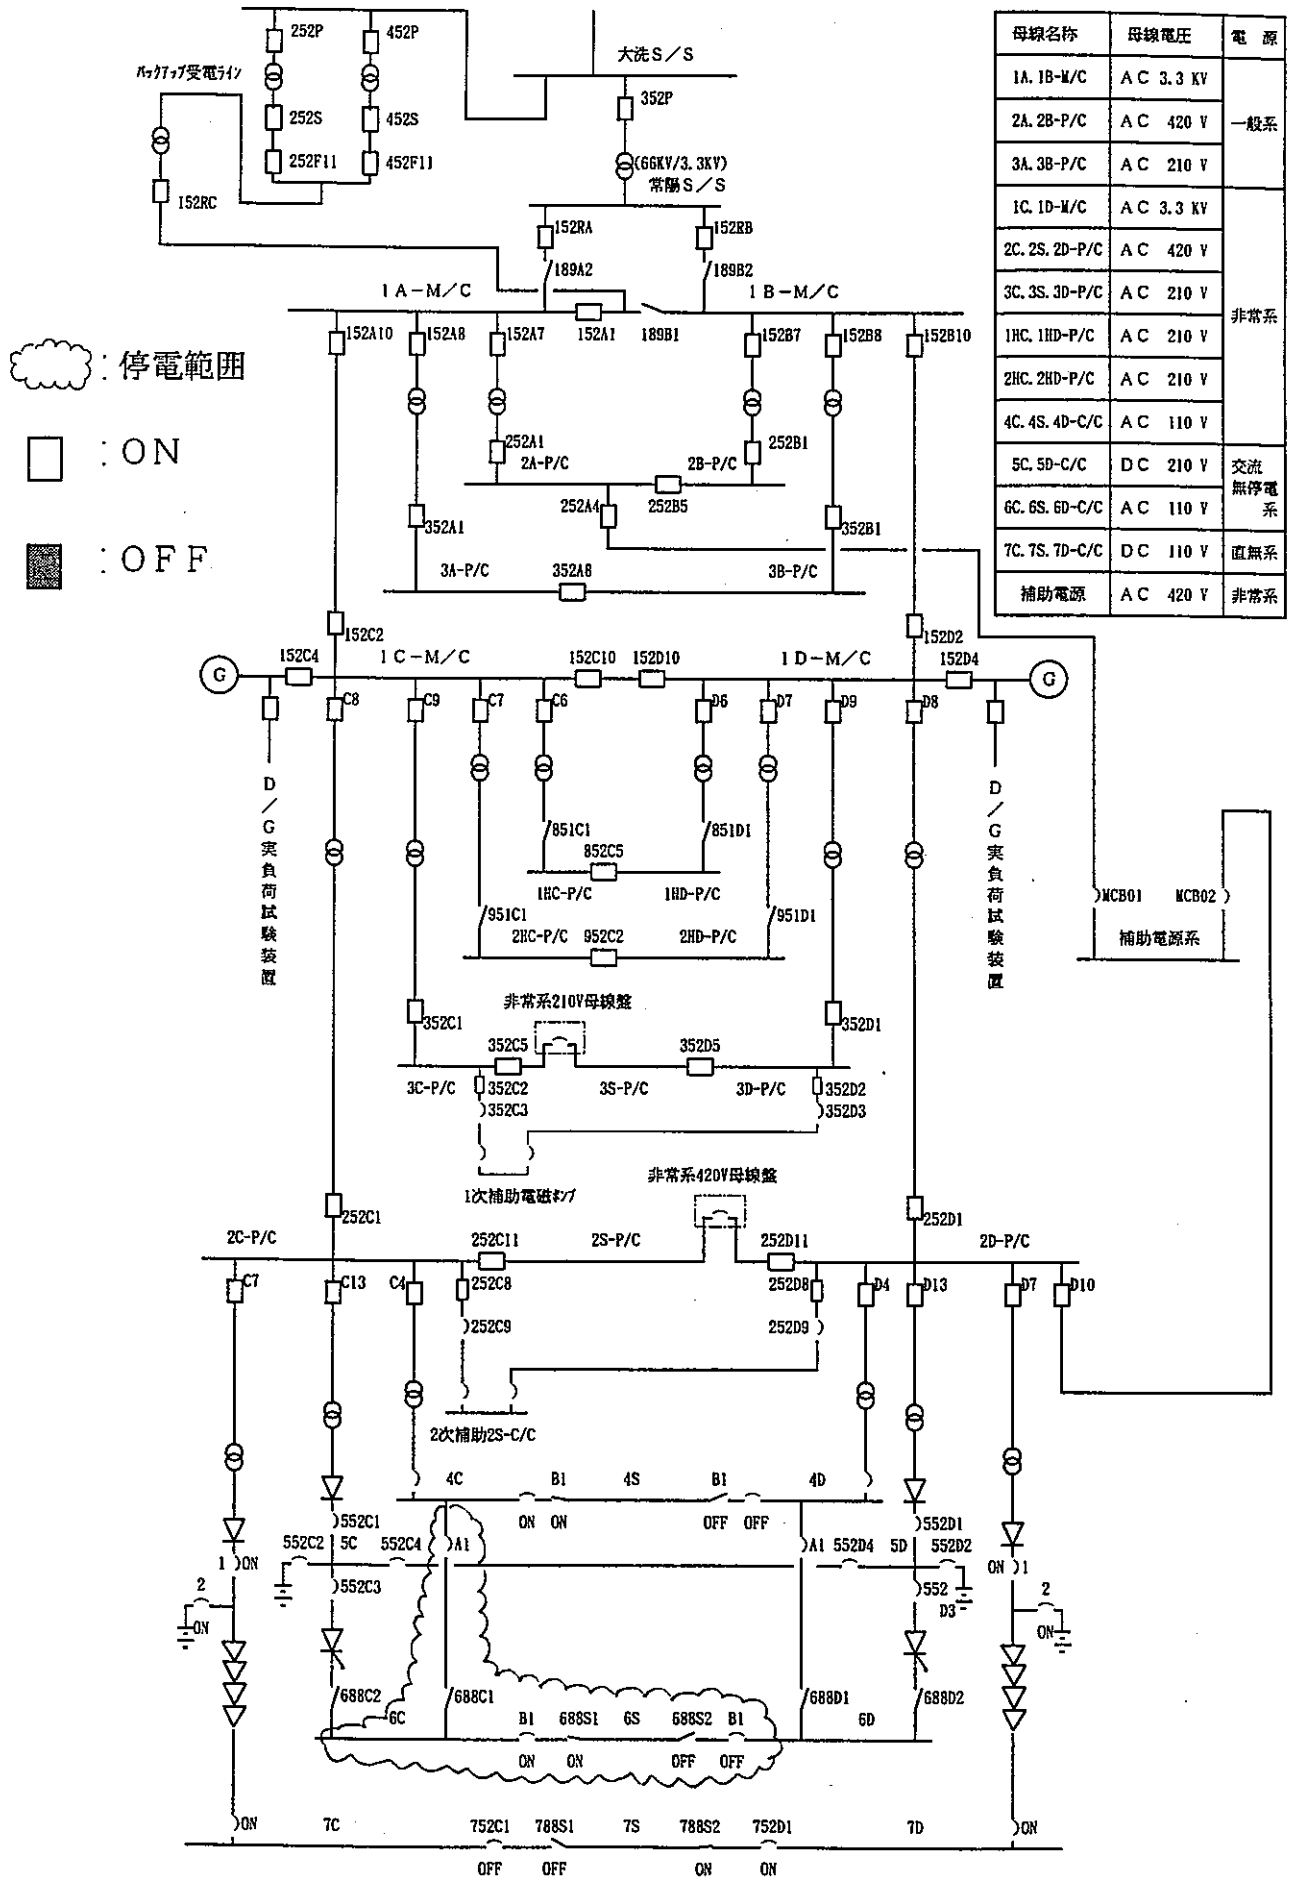 252P
452P
バックアップ受電ライン
252S
452S
252F11
452F11
152RC
大洗S／S
352P
(66KV/3.3KV)
常陽S／S
152RA
152RB
189A2
189B2
母線名称 母線電圧 電 源
1A. 1B-M/C AC 3.3 KV 一般系
2A. 2B-P/C AC 420 V
3A. 3B-P/C AC 210 V
1C. 1D-M/C AC 3.3 KV 非常系
2C. 2S. 2D-P/C AC 420 V
3C. 3S. 3D-P/C AC 210 V
1HC. 1HD-P/C AC 210 V
2HC. 2HD-P/C AC 210 V
4C. 4S. 4D-C/C AC 110 V
5C. 5D-C/C DC 210 V 交流無停電系
6C. 6S. 6D-C/C AC 110 V
7C. 7S. 7D-C/C DC 110 V 直無系
補助電源 AC 420 V 非常系
：停電範囲
：ON
：OFF
1A－M／C
1B－M／C
152A10
152A8
152A7
152A1
189B1
152B7
152B8
152B10
252A1
252B1
2A-P/C
2B-P/C
252A4
252B5
352A1
352B1
3A-P/C
352A8
3B-P/C
152C2
152D2
152C4
1C－M／C
152C10
152D10
1D－M／C
152D4
G
G
C8
C9
C7
C6
D6
D7
D9
D8
D／G実負荷試験装置
D／G実負荷試験装置
851C1
851D1
852C5
1HC-P/C
1HD-P/C
951C1
951D1
2HC-P/C
952C2
2HD-P/C
MCB01
MCB02
補助電源系
非常系210V母線盤
352C1
352D1
352C5
352D5
3C-P/C
352C2
3S-P/C
3D-P/C
352D2
352C3
352D3
1次補助電磁ポンプ
非常系420V母線盤
252C1
252D1
2C-P/C
252C11
2S-P/C
252D11
2D-P/C
C7
C13
C4
252C8
252D8
D4
D13
D7
D10
252C9
252D9
2次補助2S-C/C
4C
B1
4S
B1
4D
ON
ON
OFF
OFF
552C1
552D1
552C2
5C
552C4
A1
A1
552D4
5D
552D2
1
ON
ON
1
552C3
552
D3
2
ON
2
ON
688C2
688C1
688D1
688D2
6C
B1
688S1
6S
688S2
B1
6D
ON
ON
OFF
OFF
ON
7C
752C1
788S1
7S
788S2
752D1
7D
ON
OFF
OFF
ON
ON